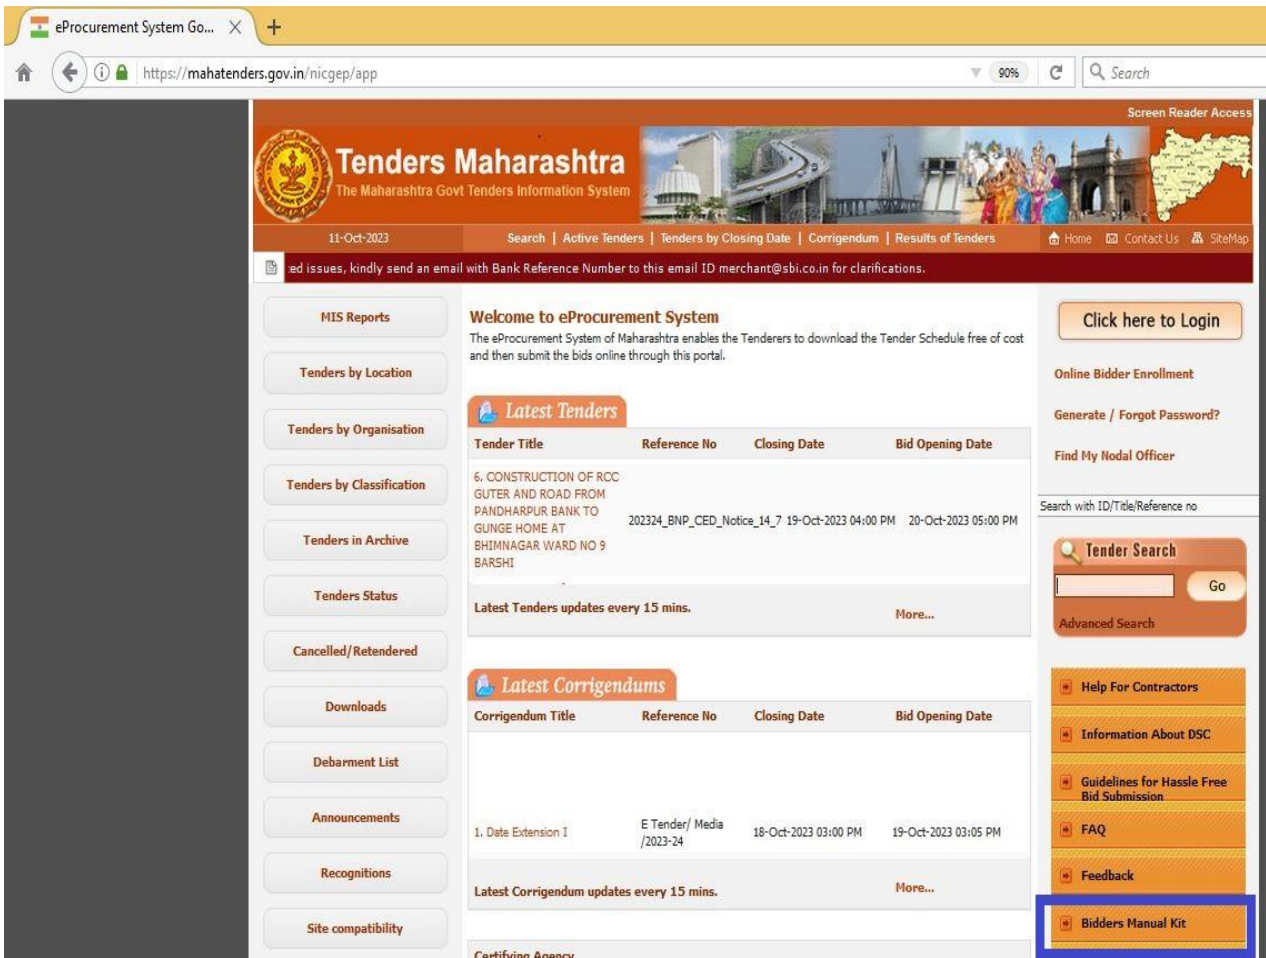 eProcurement System Go...
https://mahatenders.gov.in/nicgep/app
90%
Search
Screen Reader Access
Tenders Maharashtra
The Maharashtra Govt Tenders Information System
11-Oct-2023
Search | Active Tenders | Tenders by Closing Date | Corrigendum | Results of Tenders
Home Contact Us SiteMap
:ed issues, kindly send an email with Bank Reference Number to this email ID merchant@sbi.co.in for clarifications.
MIS Reports
Tenders by Location
Tenders by Organisation
Tenders by Classification
Tenders in Archive
Tenders Status
Cancelled/Retendered
Downloads
Debarment List
Announcements
Recognitions
Site compatibility
Welcome to eProcurement System
The eProcurement System of Maharashtra enables the Tenderers to download the Tender Schedule free of cost
and then submit the bids online through this portal.
Latest Tenders
Tender Title Reference No Closing Date Bid Opening Date
6. CONSTRUCTION OF RCC
GUTER AND ROAD FROM
PANDHARPUR BANK TO
GUNGE HOME AT
BHIMNAGAR WARD NO 9
BARSHI
202324_BNP_CED_Notice_14_7 19-Oct-2023 04:00 PM 20-Oct-2023 05:00 PM
Latest Tenders updates every 15 mins.
More...
Latest Corrigendums
Corrigendum Title Reference No Closing Date Bid Opening Date
1. Date Extension I
E Tender/ Media
/2023-24
18-Oct-2023 03:00 PM 19-Oct-2023 03:05 PM
Latest Corrigendum updates every 15 mins.
More...
Certifying Agency
Click here to Login
Online Bidder Enrollment
Generate / Forgot Password?
Find My Nodal Officer
Search with ID/Title/Reference no
Tender Search
Go
Advanced Search
Help For Contractors
Information About DSC
Guidelines for Hassle Free
Bid Submission
FAQ
Feedback
Bidders Manual Kit